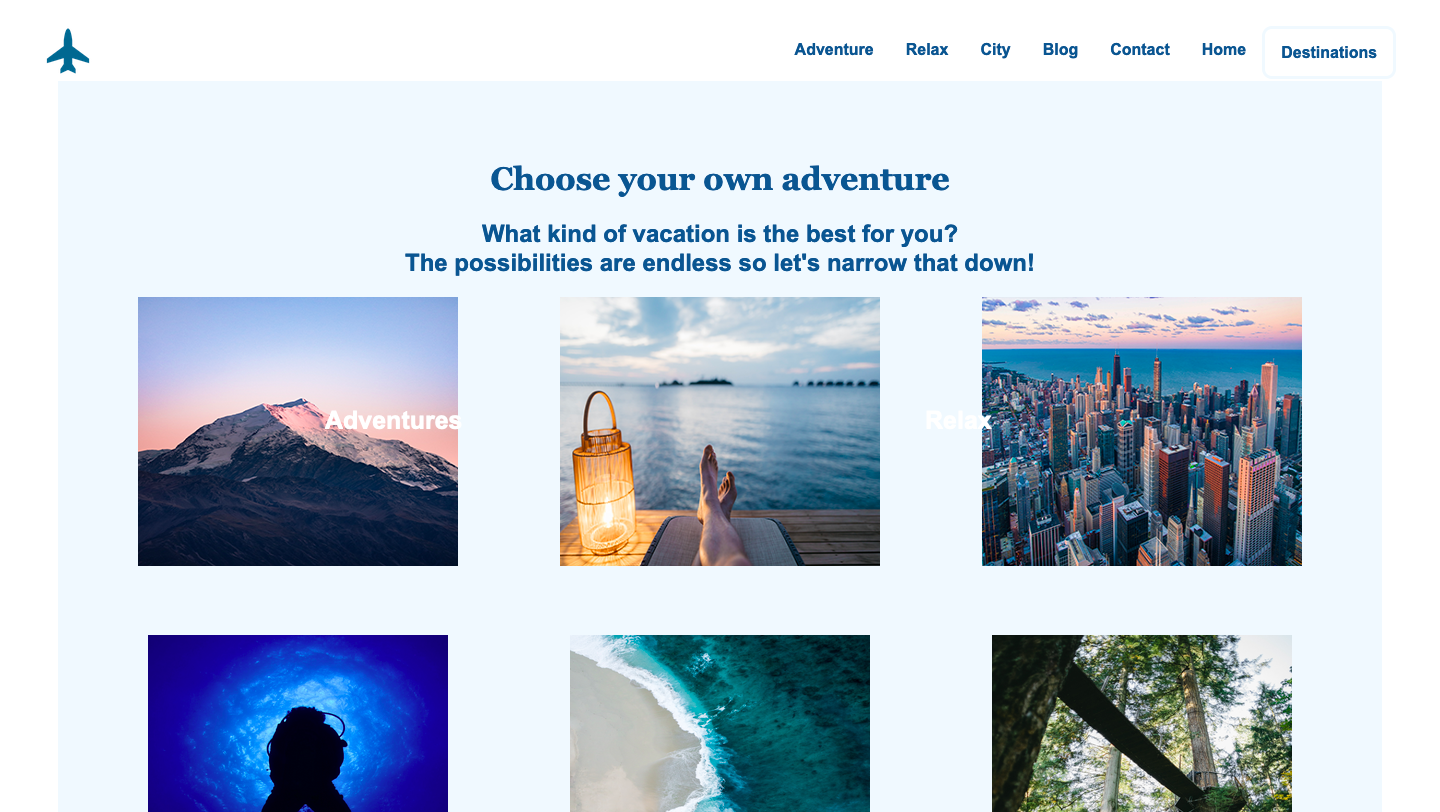 Adventure Relax City Blog Contact Home Destinations
Choose your own adventure
What kind of vacation is the best for you?
The possibilities are endless so let's narrow that down!
Adventures Relax